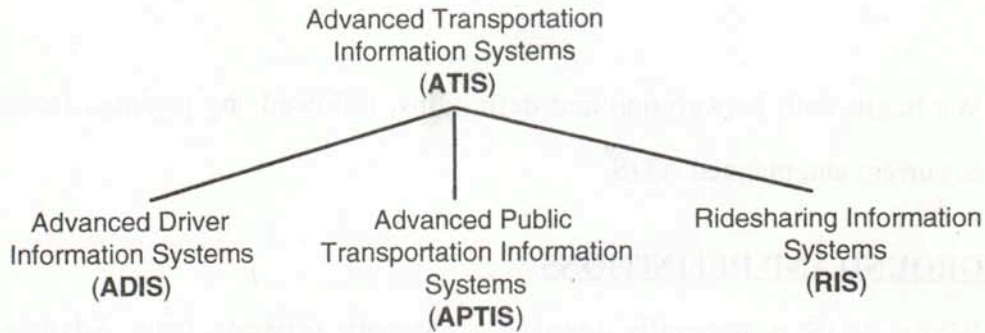 Advanced Transportation
Information Systems
(ATIS)
Advanced Driver
Information Systems
(ADIS)
Advanced Public
Transportation Information
Systems
(APTIS)
Ridesharing Information
Systems
(RIS)